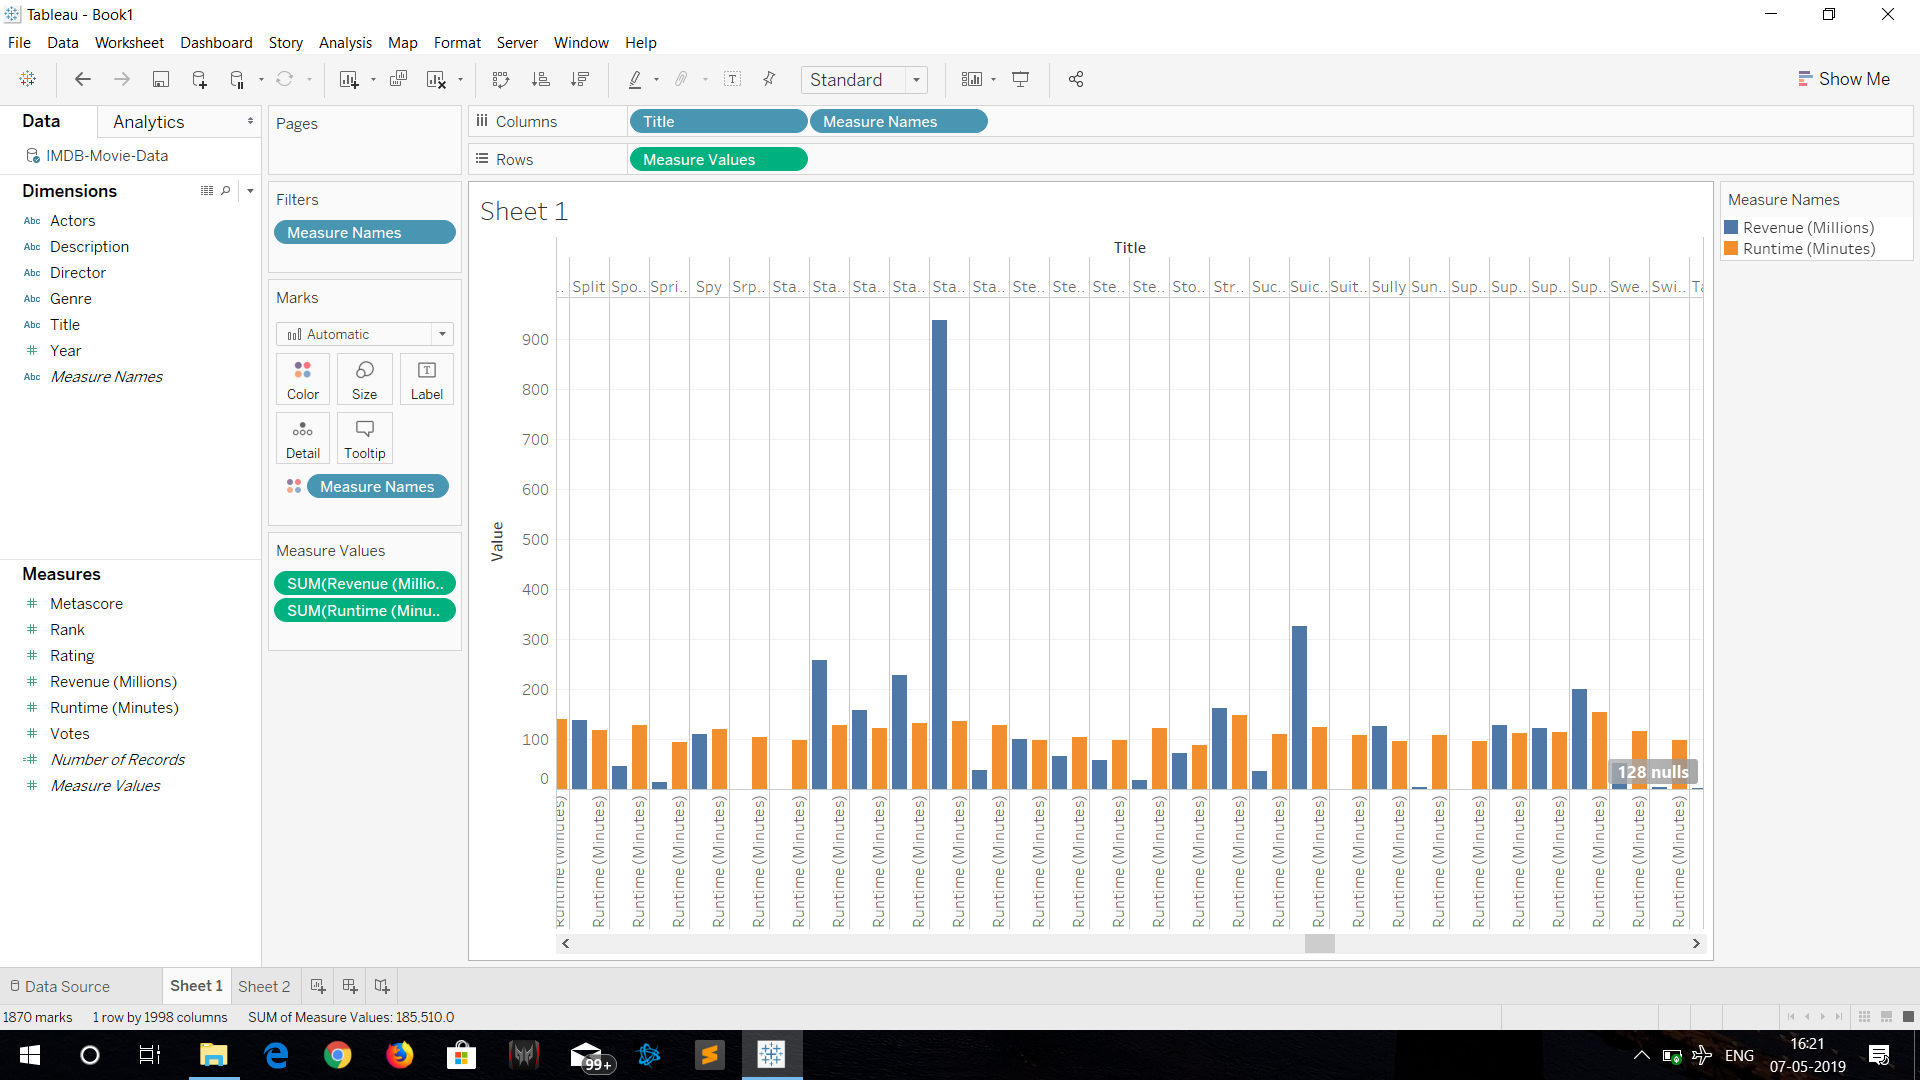 Tableau - Book1
File Data Worksheet Dashboard Story Analysis Map Format Server Window Help
Standard
Show Me
Data
Analytics
IMDB-Movie-Data
Dimensions
Abc Actors
Abc Description
Abc Director
Abc Genre
Abc Title
# Year
Abc Measure Names
Measures
# Metascore
# Rank
# Rating
# Revenue (Millions)
# Runtime (Minutes)
# Votes
=# Number of Records
# Measure Values
Pages
Filters
Measure Names
Marks
Automatic
Color Size Label
Detail Tooltip
Measure Names
Measure Values
SUM(Revenue (Millio..
SUM(Runtime (Minu..
Columns Title Measure Names
Rows Measure Values
Sheet 1
Title
.. Split Spo.. Spri.. Spy Srp.. Sta.. Sta.. Sta.. Sta.. Sta.. Sta.. Ste.. Ste.. Ste.. Ste.. Sto.. Str.. Suc.. Suic.. Suit.. Sully Sun.. Sup.. Sup.. Sup.. Sup.. Swe.. Swi..
900
800
700
600
500
400
300
200
100
0
Value
128 nulls
Runtime (Minutes) Runtime (Minutes) Runtime (Minutes) Runtime (Minutes) Runtime (Minutes) Runtime (Minutes) Runtime (Minutes) Runtime (Minutes) Runtime (Minutes) Runtime (Minutes) Runtime (Minutes) Runtime (Minutes) Runtime (Minutes) Runtime (Minutes) Runtime (Minutes) Runtime (Minutes) Runtime (Minutes) Runtime (Minutes) Runtime (Minutes) Runtime (Minutes) Runtime (Minutes) Runtime (Minutes) Runtime (Minutes) Runtime (Minutes) Runtime (Minutes) Runtime (Minutes) Runtime (Minutes) Runtime (Minutes) Runtime (Minutes)
Measure Names
Revenue (Millions)
Runtime (Minutes)
Data Source Sheet 1 Sheet 2
1870 marks 1 row by 1998 columns SUM of Measure Values: 185,510.0
99+
ENG
16:21
07-05-2019